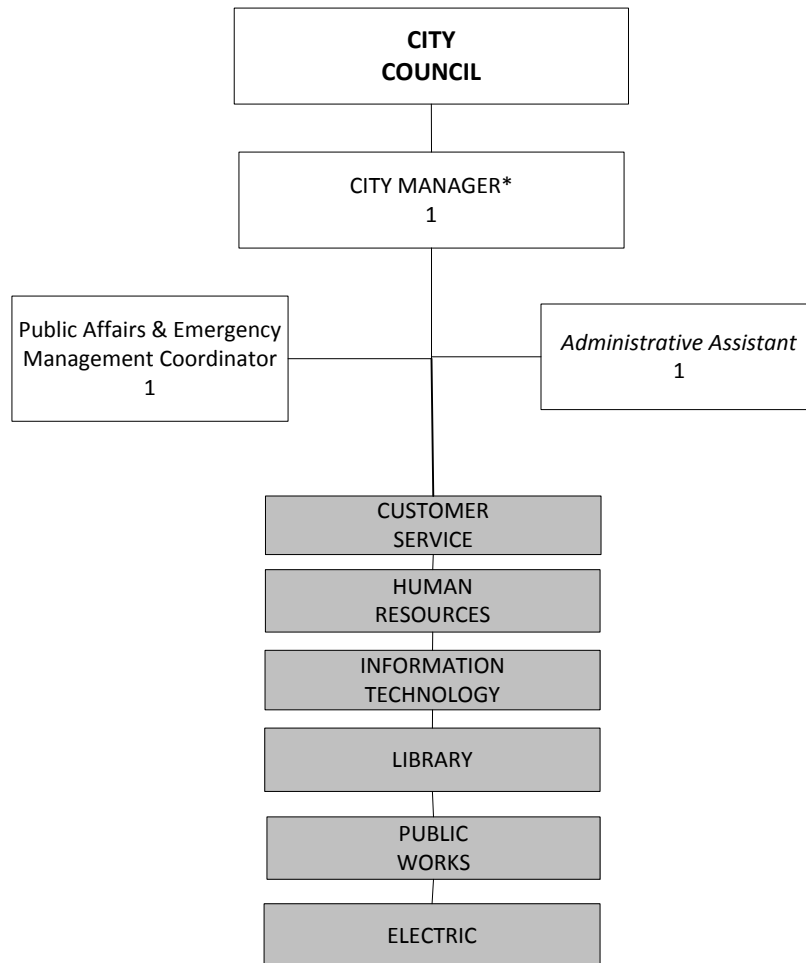 CITY
COUNCIL
CITY MANAGER*
1
Public Affairs & Emergency
Management Coordinator
1
Administrative Assistant
1
CUSTOMER
SERVICE
HUMAN
RESOURCES
INFORMATION
TECHNOLOGY
LIBRARY
PUBLIC
WORKS
ELECTRIC